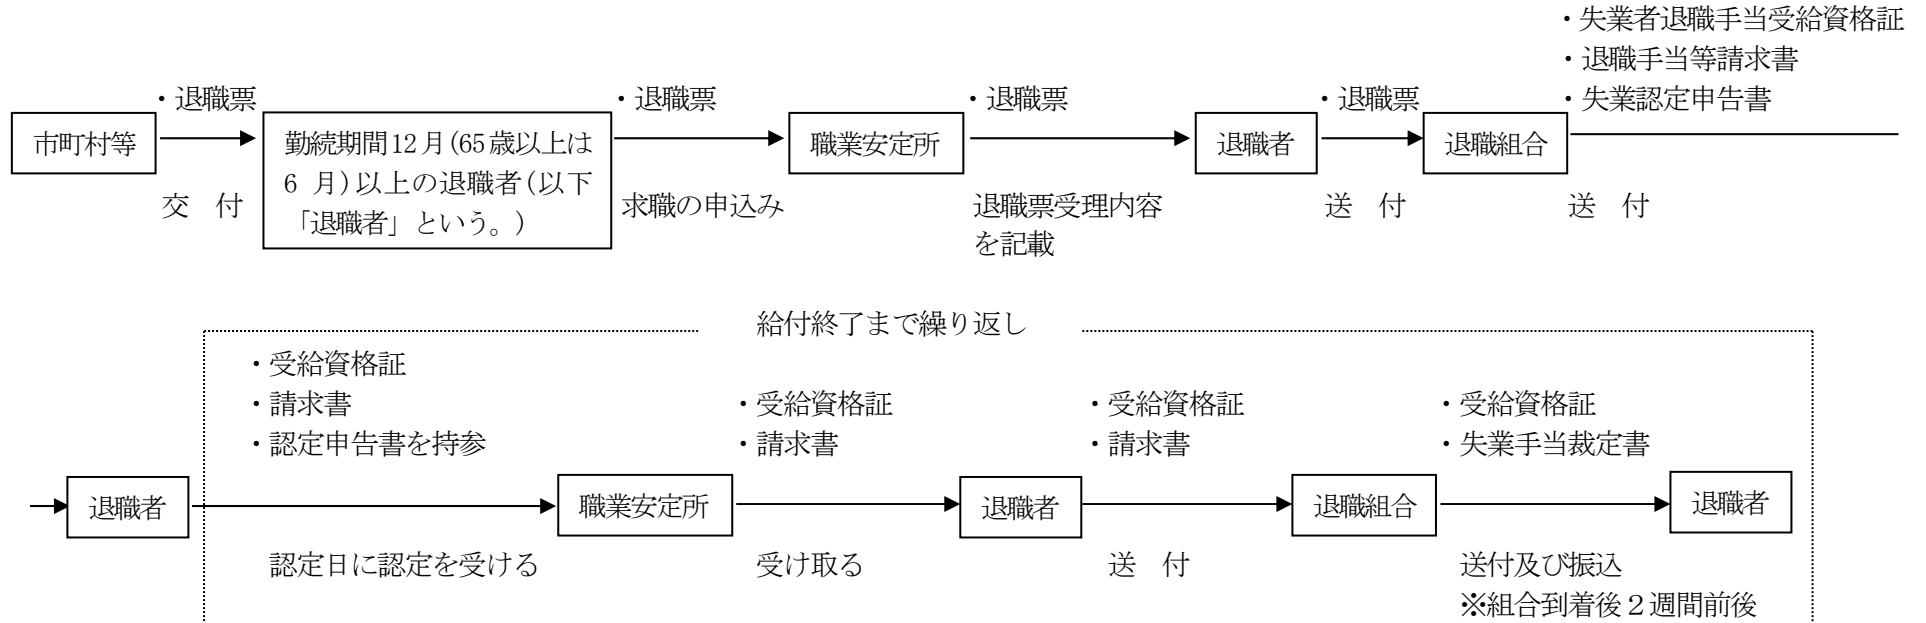 ・失業者退職手当受給資格証
・退職手当等請求書
・失業認定申告書
・退職票
・退職票
・退職票
・退職票
市町村等
勤続期間12月(65歳以上は
6 月)以上の退職者(以下
「退職者」という。)
職業安定所
退職者
退職組合
交 付
求職の申込み
退職票受理内容
を記載
送 付
送 付
給付終了まで繰り返し
・受給資格証
・請求書
・認定申告書を持参
・受給資格証
・請求書
・受給資格証
・請求書
・受給資格証
・失業手当裁定書
退職者
職業安定所
退職者
退職組合
退職者
認定日に認定を受ける
受け取る
送 付
送付及び振込
※組合到着後２週間前後